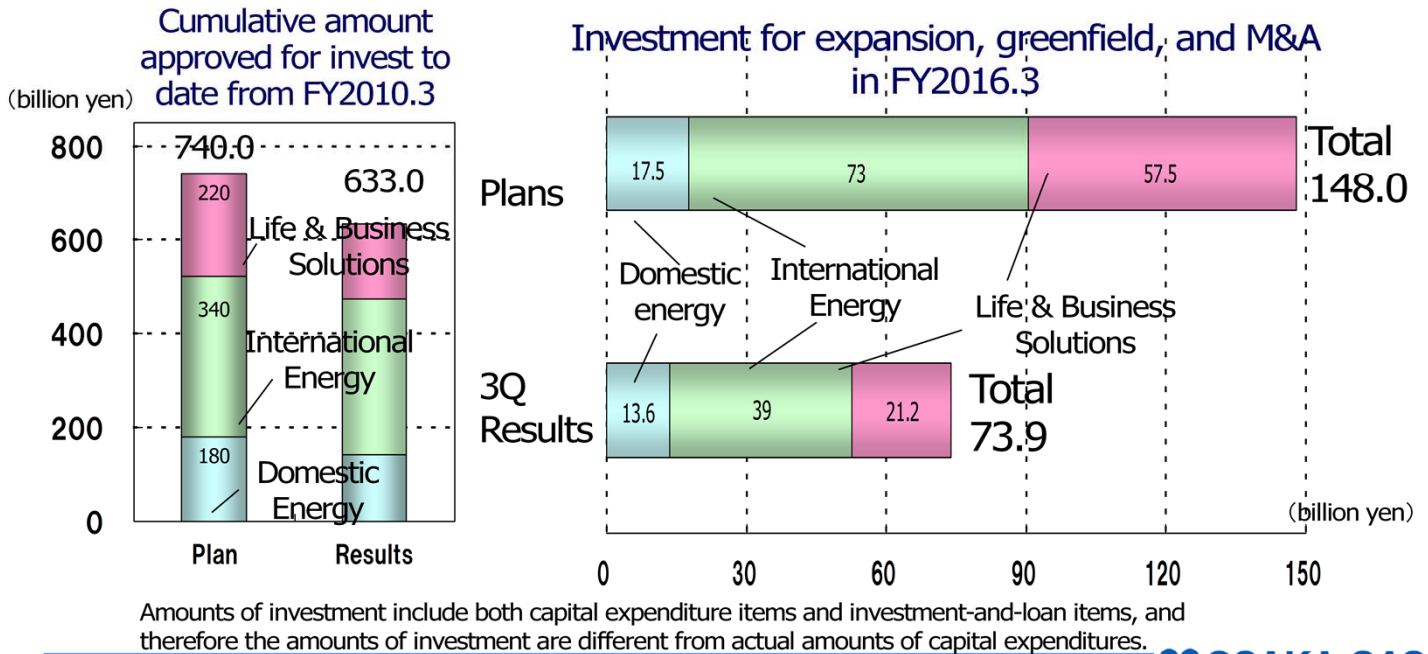 Cumulative amount
approved for invest to
date from FY2010.3
(billion yen)
800
600
400
200
0
740.0
633.0
220
340
180
Life & Business
Solutions
International
Energy
Domestic
Energy
Plan
Results
Investment for expansion, greenfield, and M&A
in FY2016.3
Plans
17.5
73
57.5
Total
148.0
Domestic
energy
International
Energy
Life & Business
Solutions
3Q
Results
13.6
39
21.2
Total
73.9
(billion yen)
0
30
60
90
120
150
Amounts of investment include both capital expenditure items and investment-and-loan items, and
therefore the amounts of investment are different from actual amounts of capital expenditures.